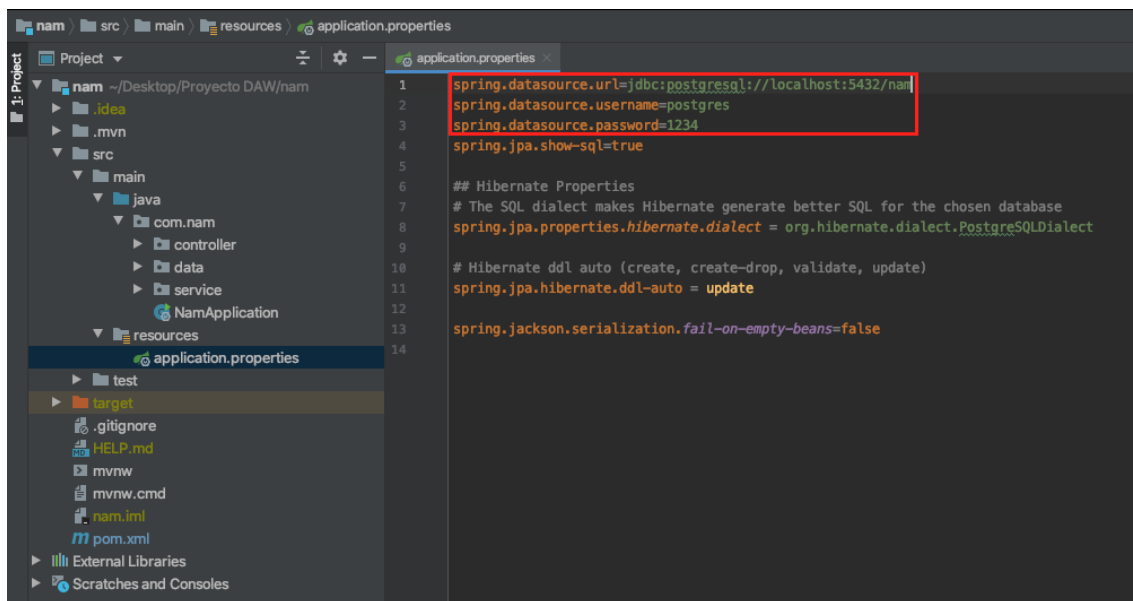 nam src main resources application.properties
1: Project
Project
nam ~/Desktop/Proyecto DAW/nam
.idea
.mvn
src
main
java
com.nam
controller
data
service
NamApplication
resources
application.properties
test
target
.gitignore
HELP.md
mvnw
mvnw.cmd
nam.iml
pom.xml
External Libraries
Scratches and Consoles
application.properties
1 spring.datasource.url=jdbc:postgresql://localhost:5432/nam
2 spring.datasource.username=postgres
3 spring.datasource.password=1234
4 spring.jpa.show-sql=true
5
6 ## Hibernate Properties
7 # The SQL dialect makes Hibernate generate better SQL for the chosen database
8 spring.jpa.properties.hibernate.dialect = org.hibernate.dialect.PostgreSQLDialect
9
10 # Hibernate ddl auto (create, create-drop, validate, update)
11 spring.jpa.hibernate.ddl-auto = update
12
13 spring.jackson.serialization.fail-on-empty-beans=false
14